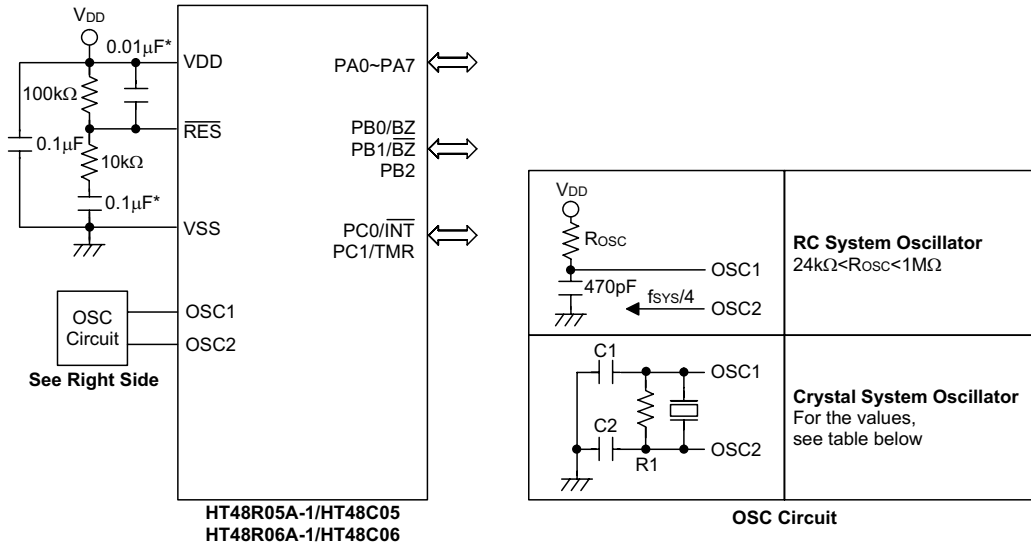 VDD
0.01μF*
100kΩ
0.1μF
10kΩ
0.1μF*
VDD
R̅E̅S̅
VSS
OSC1
OSC2
OSC
Circuit
See Right Side
PA0~PA7
PB0/BZ
PB1/B̅Z̅
PB2
PC0/I̅N̅T̅
PC1/TMR
HT48R05A-1/HT48C05
HT48R06A-1/HT48C06
VDD
ROSC
470pF
fSYS/4
OSC1
OSC2
RC System Oscillator
24kΩ<ROSC<1MΩ
C1
C2
R1
OSC1
OSC2
Crystal System Oscillator
For the values,
see table below
OSC Circuit